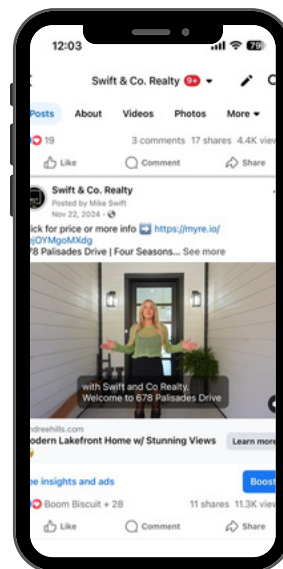 12:03
79
Swift & Co. Realty 9+
Posts About Videos Photos More
19 3 comments 17 shares 4.4K view
Like Comment Share
Swift & Co. Realty
Posted by Mike Swift
Nov 22, 2024 ·
ick for price or more info https://myre.io/
ejOYMgoMXdg
78 Palisades Drive | Four Seasons... See more
with Swift and Co Realty.
Welcome to 678 Palisades Drive
ndreehills.com
odern Lakefront Home w/ Stunning Views
Learn more
e insights and ads
Boost
Boom Biscuit + 28 11 shares 11.3K view
Like Comment Share